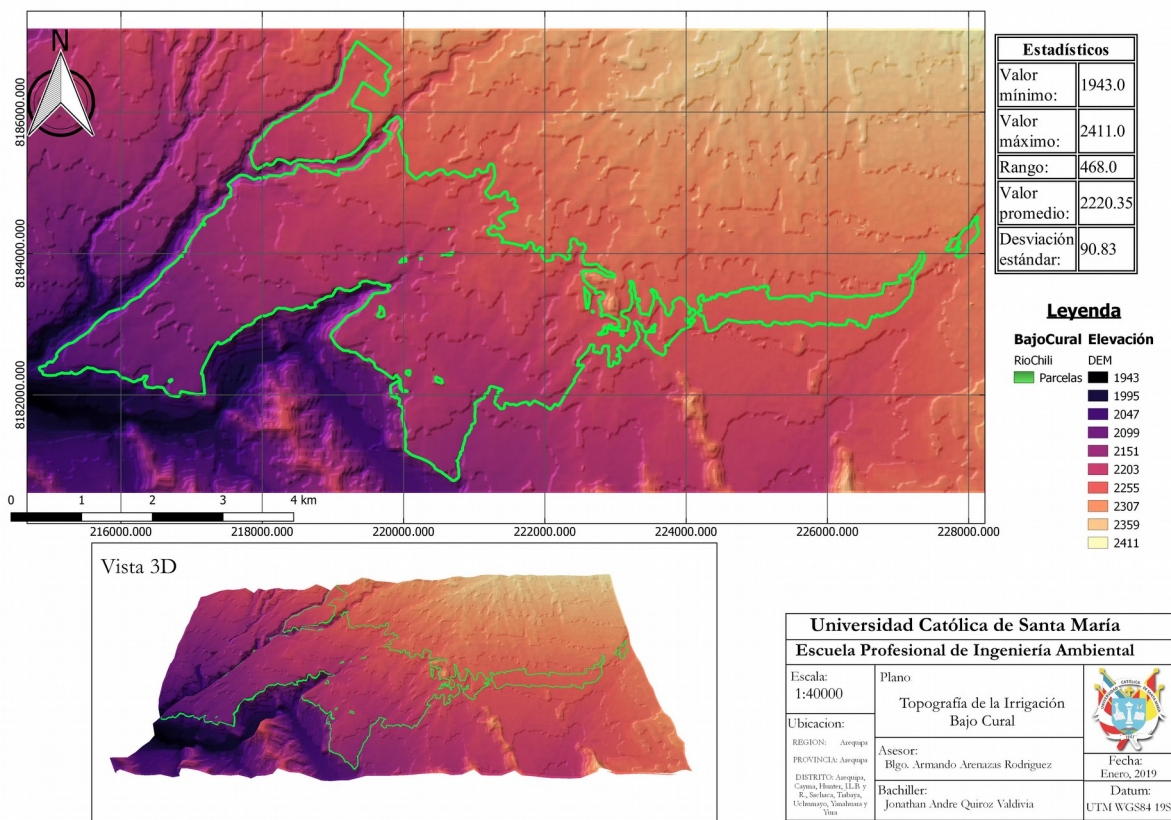 N
8186000.000
8184000.000
8182000.000
0 1 2 3 4 km
216000.000 218000.000 220000.000 222000.000 224000.000 226000.000 228000.000
Estadísticos
Valor
mínimo: 1943.0
Valor
máximo: 2411.0
Rango: 468.0
Valor
promedio: 2220.35
Desviación
estándar: 90.83
Leyenda
BajoCural Elevación
RioChili DEM
Parcelas 1943
1995
2047
2099
2151
2203
2255
2307
2359
2411
Vista 3D
Universidad Católica de Santa María
Escuela Profesional de Ingeniería Ambiental
Escala:
1:40000
Plano
Topografía de la Irrigación
Bajo Cural
Ubicacion:
REGION: Arequipa
PROVINCIA: Arequipa
DISTRITO: Arequipa,
Cayma, Hunter, J.L.B. y
R., Sachaca, Tiabaya,
Uchumayo, Yanahuara y
Yura
Asesor:
Blgo. Armando Arenazas Rodriguez
Bachiller:
Jonathan Andre Quiroz Valdivia
Fecha:
Enero, 2019
Datum:
UTM WGS84 19S